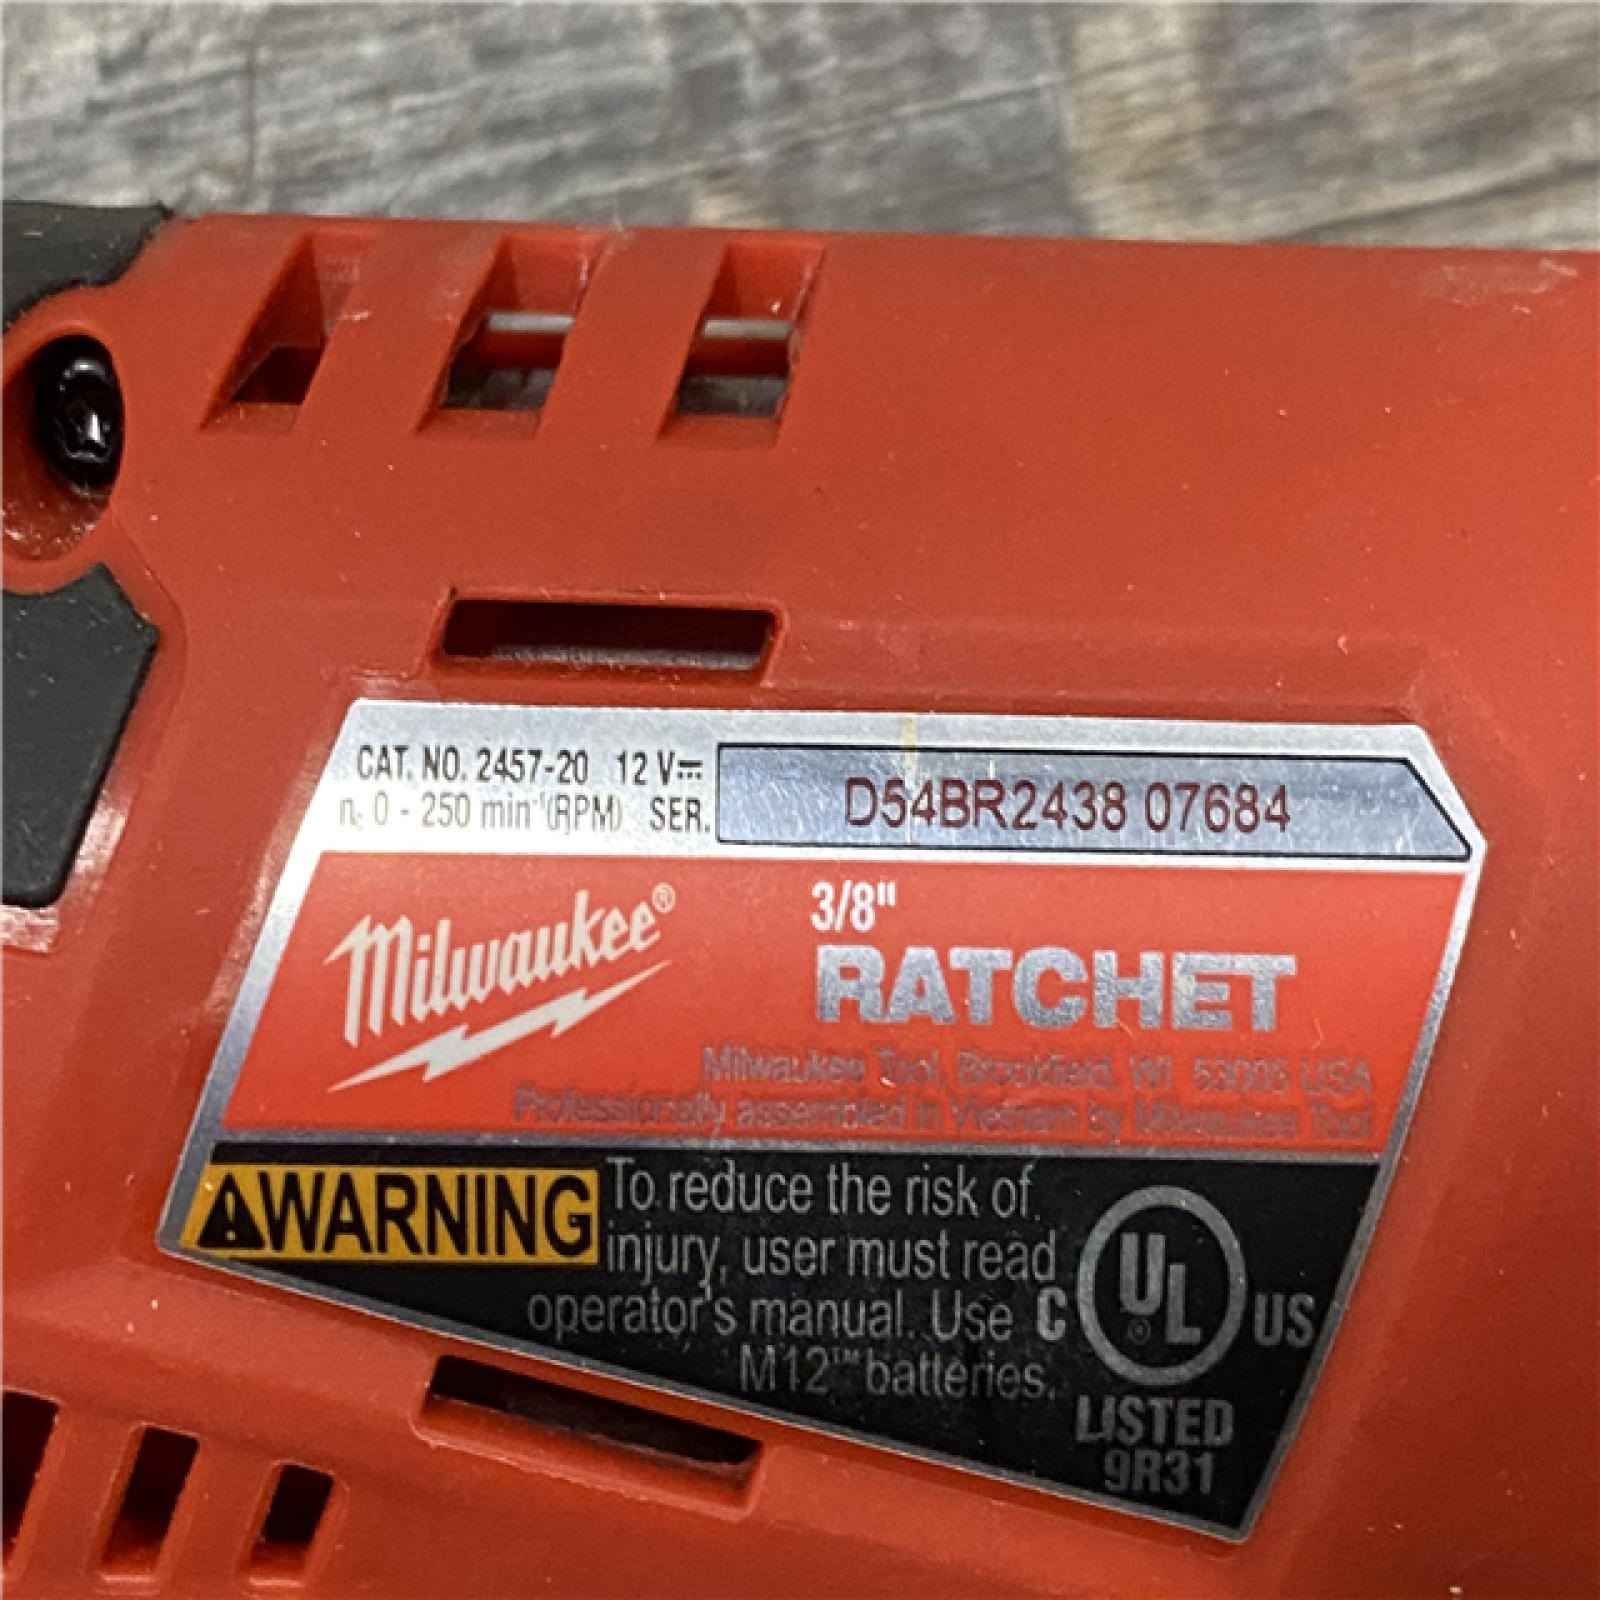 CAT. NO. 2457-20 12 V⎓
n₀ 0 - 250 min⁻¹(RPM) SER.
D54BR2438 07684
Milwaukee®
3/8"
RATCHET
Milwaukee Tool, Brookfield, WI 53005 USA
Professionally assembled in Vietnam by Milwaukee Tool
WARNING
To reduce the risk of
injury, user must read
operator's manual. Use
M12™ batteries.
C UL® US
LISTED
9R31